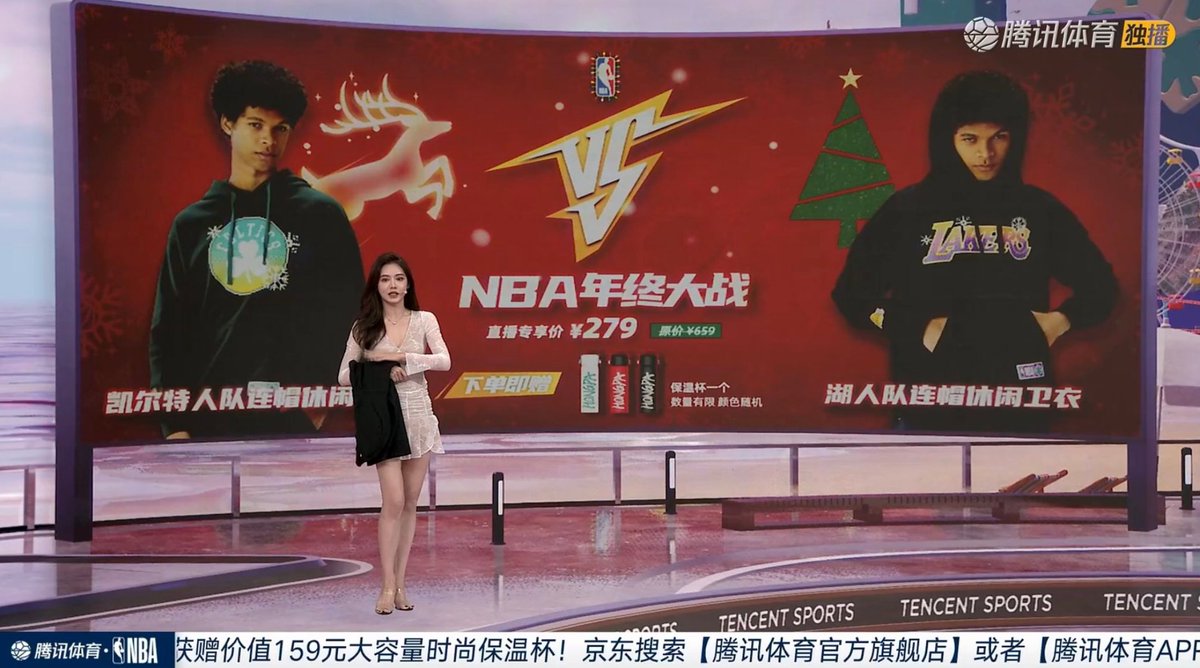 腾讯体育 独播
NBA
VS
CELTICS
LAKERS
NBA年终大战
直播专享价 ¥279 原价 ¥659
下单即赠
保温杯一个
数量有限 颜色随机
凯尔特人队连帽休闲
湖人队连帽休闲卫衣
TENCENT SPORTS
TENCENT SPORTS
腾讯体育·NBA 获赠价值159元大容量时尚保温杯！京东搜索【腾讯体育官方旗舰店】或者【腾讯体育AP